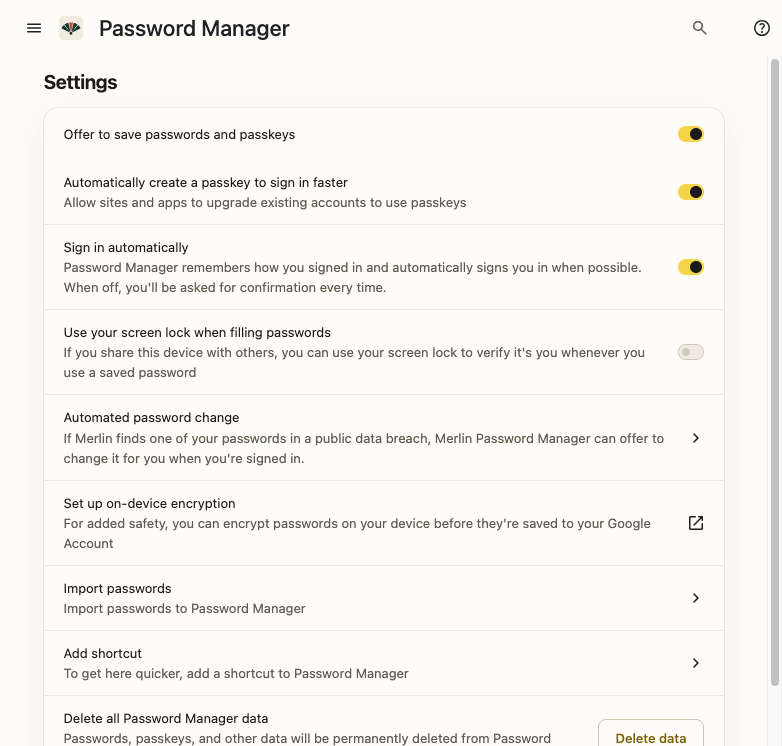 Password Manager
Settings
Offer to save passwords and passkeys
Automatically create a passkey to sign in faster
Allow sites and apps to upgrade existing accounts to use passkeys
Sign in automatically
Password Manager remembers how you signed in and automatically signs you in when possible.
When off, you'll be asked for confirmation every time.
Use your screen lock when filling passwords
If you share this device with others, you can use your screen lock to verify it's you whenever you
use a saved password
Automated password change
If Merlin finds one of your passwords in a public data breach, Merlin Password Manager can offer to
change it for you when you're signed in.
Set up on-device encryption
For added safety, you can encrypt passwords on your device before they're saved to your Google
Account
Import passwords
Import passwords to Password Manager
Add shortcut
To get here quicker, add a shortcut to Password Manager
Delete all Password Manager data
Passwords, passkeys, and other data will be permanently deleted from Password
Delete data